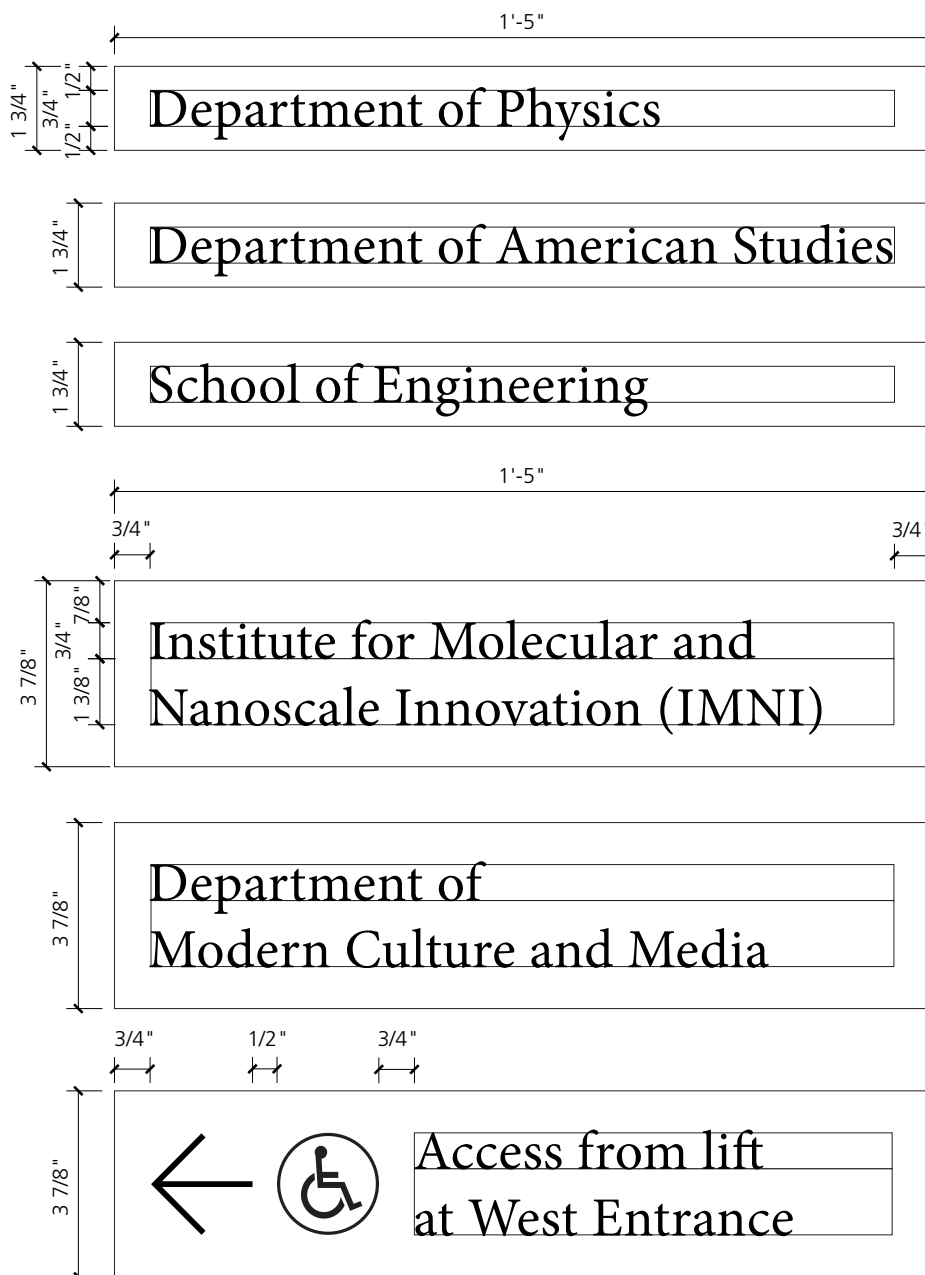 1'-5"
1 3/4"
3/4"
1/2"
1/2"
Department of Physics
1 3/4"
Department of American Studies
1 3/4"
School of Engineering
1'-5"
3/4"
3/4"
3 7/8"
3/4"
7/8"
1 3/8"
Institute for Molecular and
Nanoscale Innovation (IMNI)
3 7/8"
Department of
Modern Culture and Media
3/4"
1/2"
3/4"
3 7/8"
Access from lift
at West Entrance